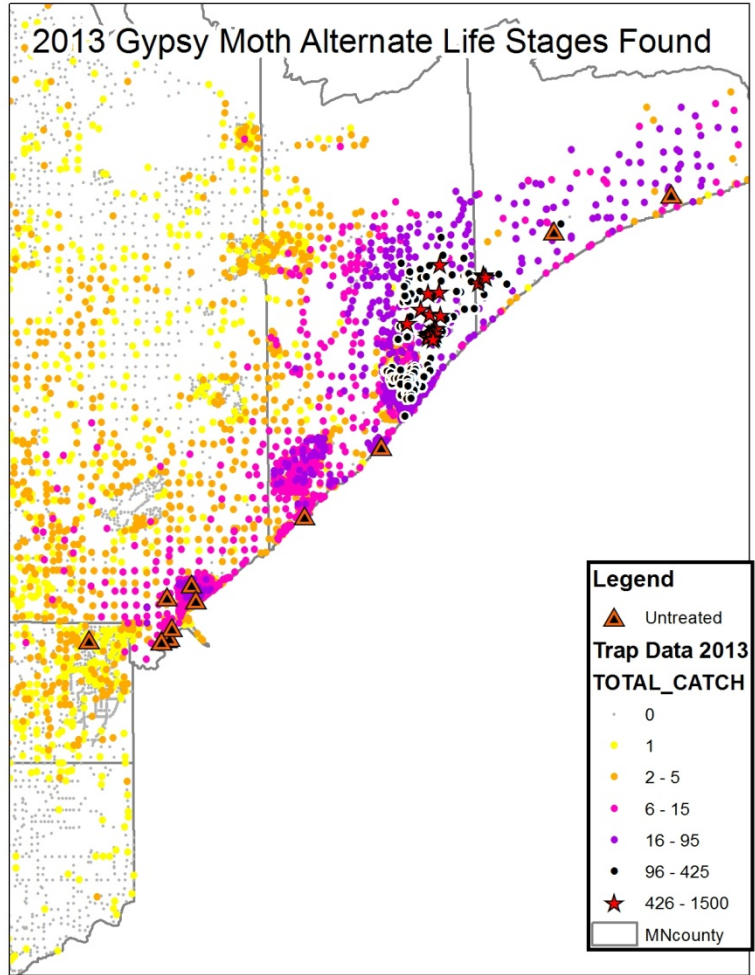 2013 Gypsy Moth Alternate Life Stages Found
Legend
Untreated
Trap Data 2013
TOTAL_CATCH
0
1
2 - 5
6 - 15
16 - 95
96 - 425
426 - 1500
MNcounty